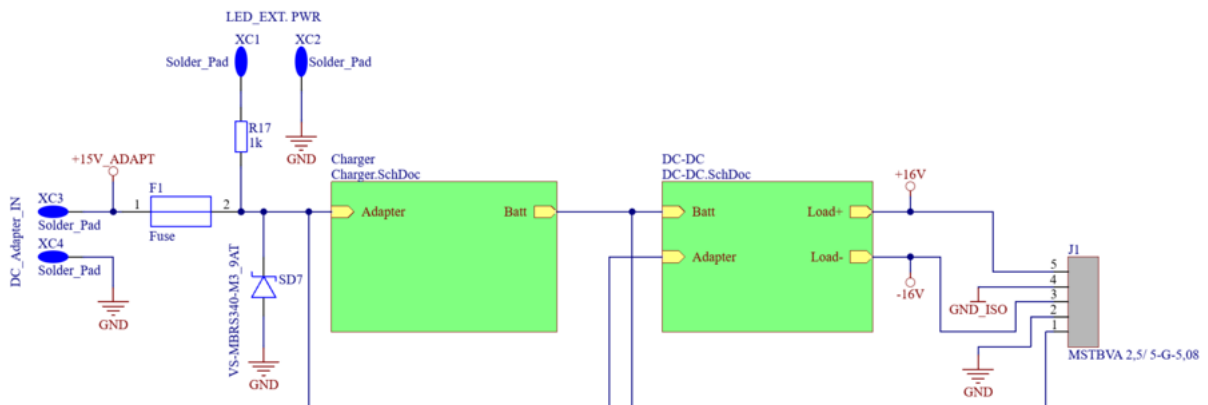 LED_EXT. PWR
XC1
XC2
Solder_Pad
Solder_Pad
R17
1k
GND
+15V_ADAPT
DC_Adapter_IN
XC3
Solder_Pad
XC4
Solder_Pad
GND
F1
1
2
Fuse
VS-MBRS340-M3_9AT
SD7
GND
Charger
Charger.SchDoc
Adapter
Batt
DC-DC
DC-DC.SchDoc
Batt
Load+
Adapter
Load-
+16V
-16V
GND_ISO
GND
J1
5
4
3
2
1
MSTBVA 2,5/ 5-G-5,08